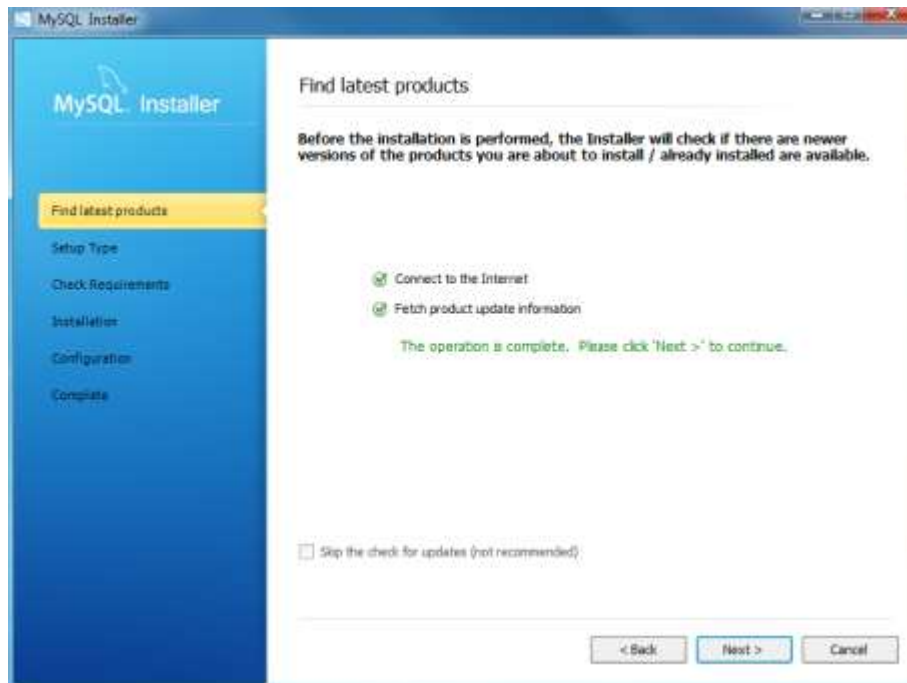 MySQL Installer
MySQL. Installer
Find latest products
Setup Type
Check Requirements
Installation
Configuration
Complete
Find latest products
Before the installation is performed, the Installer will check if there are newer
versions of the products you are about to install / already installed are available.
Connect to the Internet
Fetch product update information
The operation is complete. Please click 'Next >' to continue.
Skip the check for updates (not recommended)
< Back
Next >
Cancel